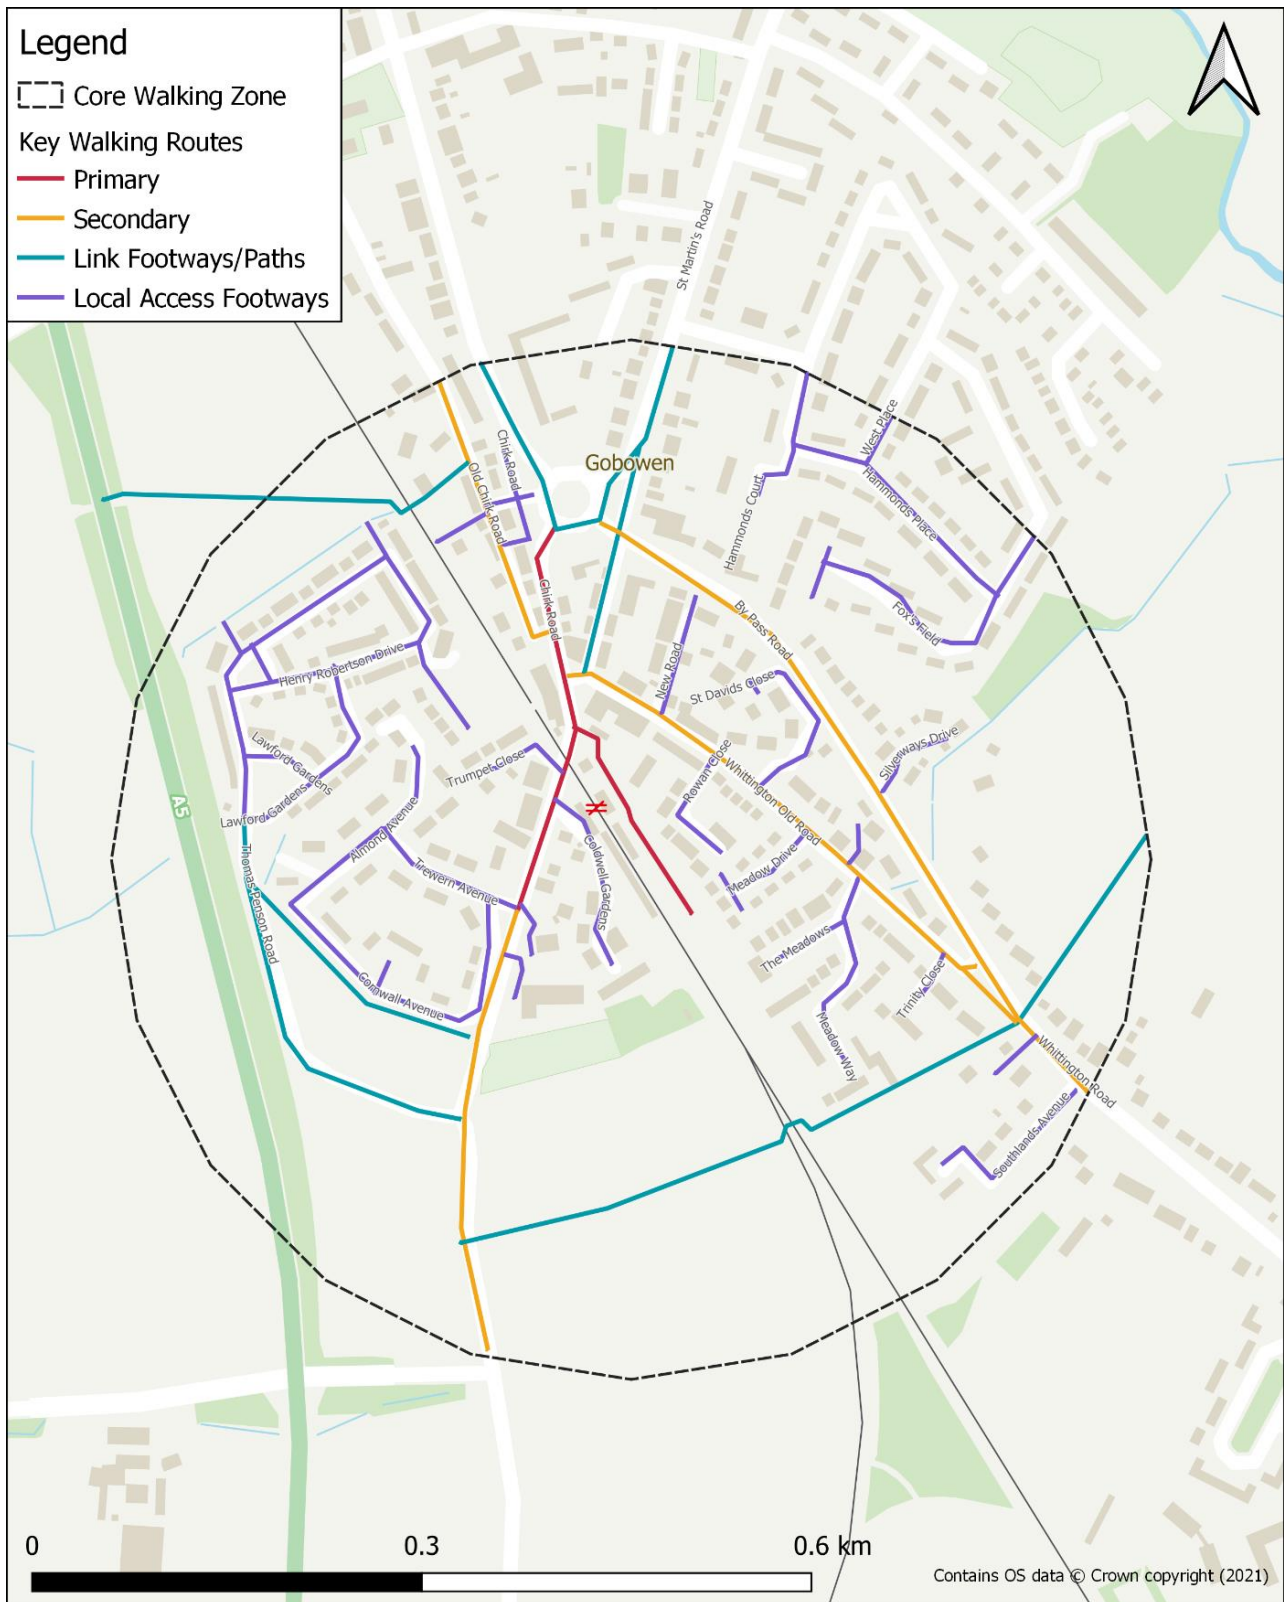 Legend
Core Walking Zone
Key Walking Routes
Primary
Secondary
Link Footways/Paths
Local Access Footways
St Martin's Road
Chirk Road
Gobowen
West Place
Old Chirk Road
Hammonds Court
Hammonds Place
Chirk Road
By Pass Road
Fox's Field
Henry Robertson Drive
New Road
St Davids Close
Lawford Gardens
Trumpet Close
Rowan Close
Silverways Drive
A5
Lawford Gardens
Whittington Old Road
Almond Avenue
Trewern Avenue
Coldwell Gardens
Meadow Drive
Thomas Penson Road
The Meadows
Cornwall Avenue
Trinity Close
Meadow Way
Whittington Road
Southlands Avenue
0
0.3
0.6 km
Contains OS data © Crown copyright (2021)